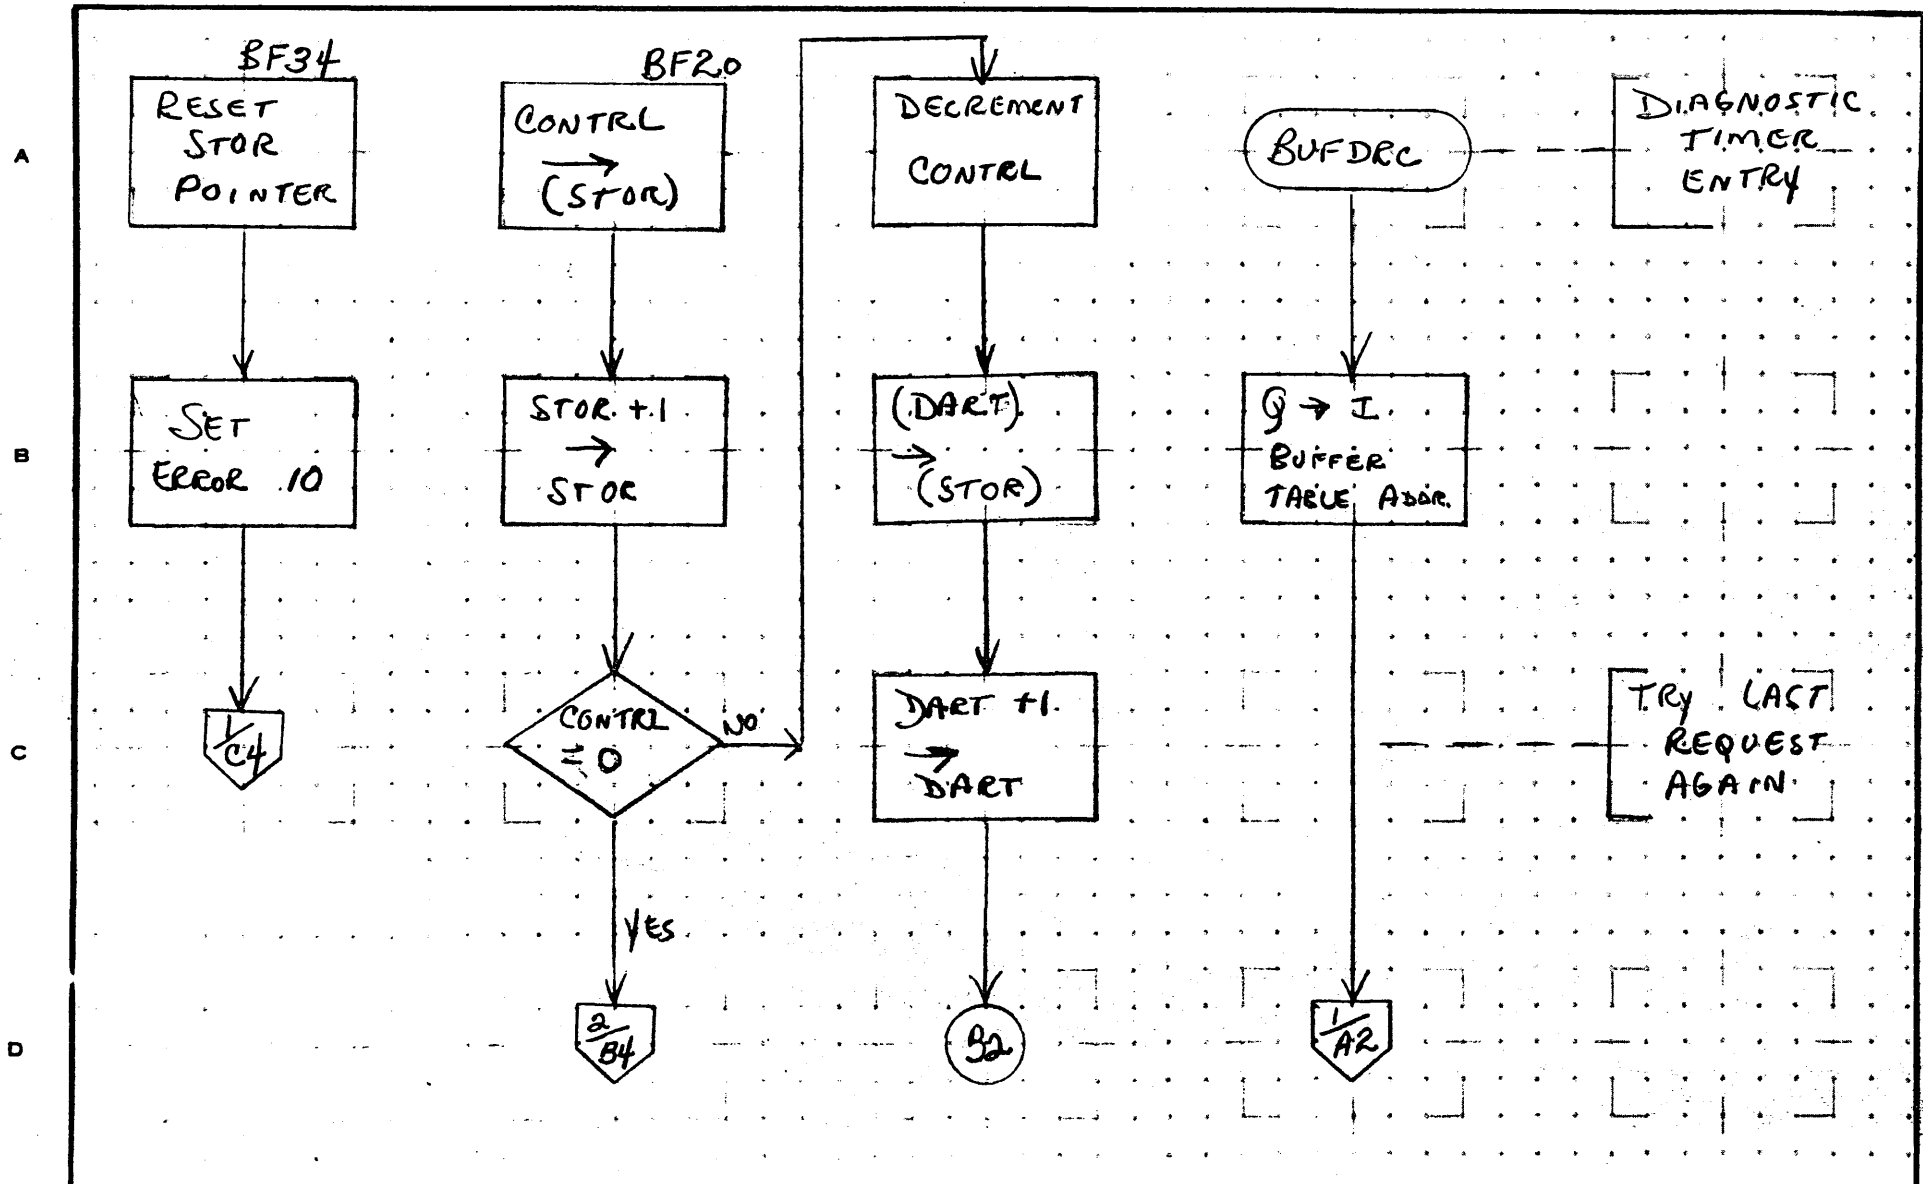 BF34
RESET
STOR
POINTER
SET
ERROR 10
1/C4
BF20
CONTRL
→
(STOR)
STOR +1
→
STOR
CONTRL
= 0
NO
YES
2/B4
DECREMENT
CONTRL
(DART)
→
(STOR)
DART +1
→
DART
B2
BUFDRC
Q → I
BUFFER
TABLE ADDR.
1/A2
DIAGNOSTIC
TIMER
ENTRY
TRY LAST
REQUEST
AGAIN
A
B
C
D